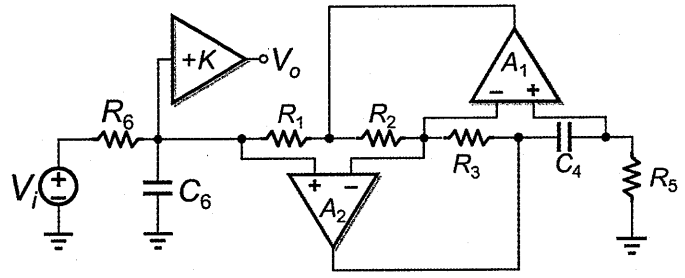 +K
Vo
A1
− +
R6
R1
R2
R3
C4
Vi
+
−
C6
+ −
A2
R5